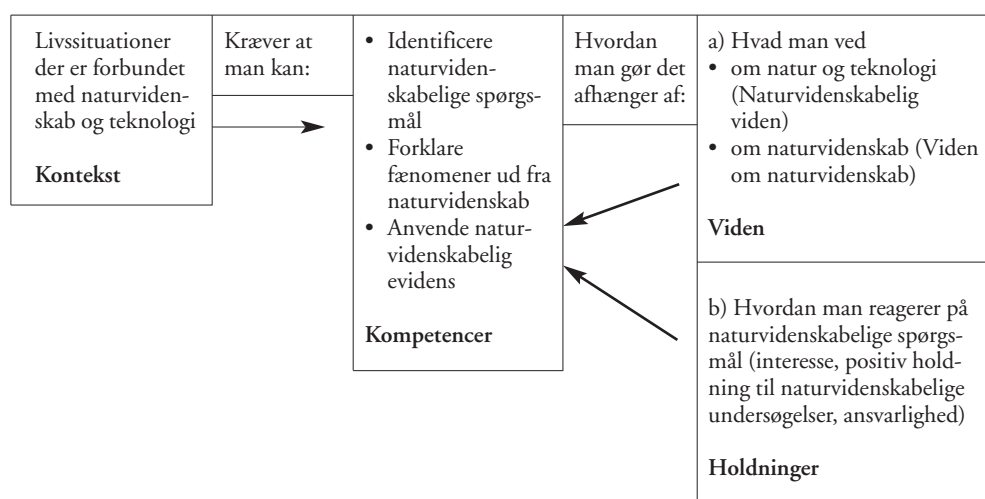 Livssituationer
der er forbundet
med naturviden-
skab og teknologi
Kontekst
Kræver at
man kan:
• Identificere
naturviden-
skabelige spørgs-
mål
• Forklare
fænomener ud fra
naturvidenskab
• Anvende natur-
videnskabelig
evidens
Kompetencer
Hvordan
man gør det
afhænger af:
a) Hvad man ved
• om natur og teknologi
(Naturvidenskabelig
viden)
• om naturvidenskab (Viden
om naturvidenskab)
Viden
b) Hvordan man reagerer på
naturvidenskabelige spørgs-
mål (interesse, positiv hold-
ning til naturvidenskabelige
undersøgelser, ansvarlighed)
Holdninger